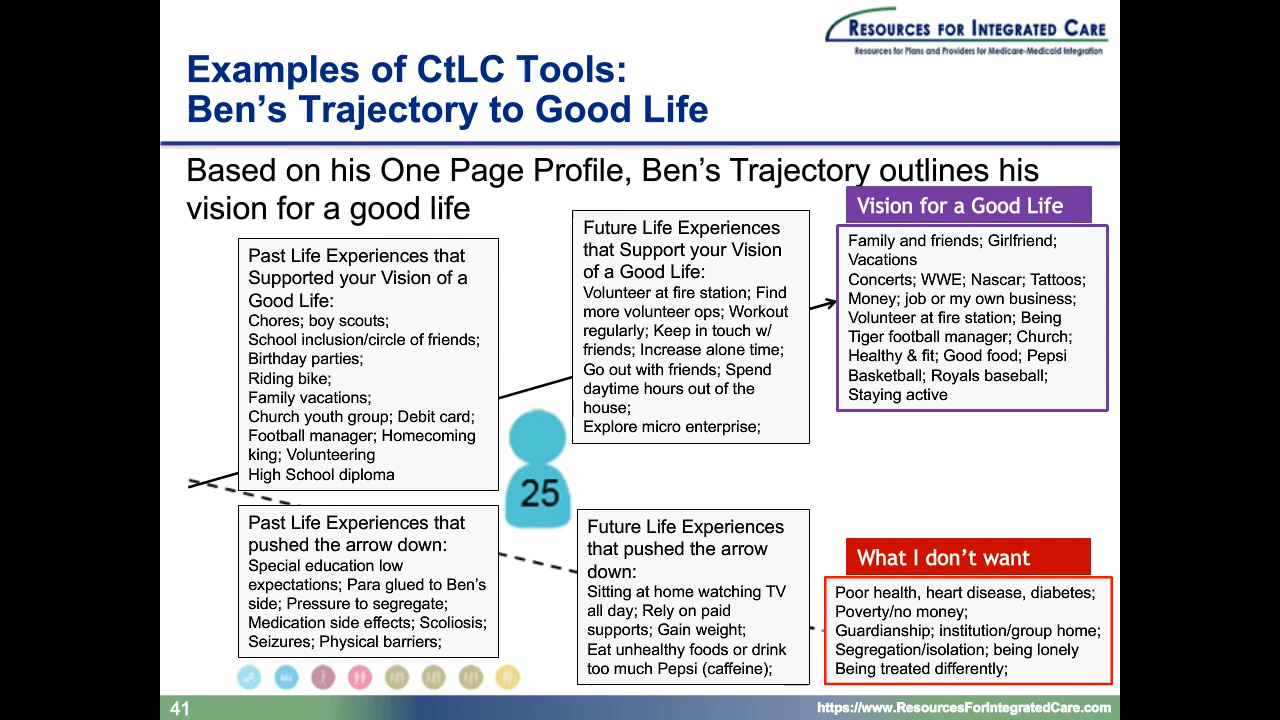 RESOURCES FOR INTEGRATED CARE
Resources for Plans and Providers for Medicare-Medicaid Integration
Examples of CtLC Tools:
Ben's Trajectory to Good Life
Based on his One Page Profile, Ben's Trajectory outlines his
vision for a good life
Past Life Experiences that
Supported your Vision of a
Good Life:
Chores; boy scouts;
School inclusion/circle of friends;
Birthday parties;
Riding bike;
Family vacations;
Church youth group; Debit card;
Football manager; Homecoming
king; Volunteering
High School diploma
Future Life Experiences
that Support your Vision
of a Good Life:
Volunteer at fire station; Find
more volunteer ops; Workout
regularly; Keep in touch w/
friends; Increase alone time;
Go out with friends; Spend
daytime hours out of the
house;
Explore micro enterprise;
Vision for a Good Life
Family and friends; Girlfriend;
Vacations
Concerts; WWE; Nascar; Tattoos;
Money; job or my own business;
Volunteer at fire station; Being
Tiger football manager; Church;
Healthy & fit; Good food; Pepsi
Basketball; Royals baseball;
Staying active
25
Past Life Experiences that
pushed the arrow down:
Special education low
expectations; Para glued to Ben's
side; Pressure to segregate;
Medication side effects; Scoliosis;
Seizures; Physical barriers;
Future Life Experiences
that pushed the arrow
down:
Sitting at home watching TV
all day; Rely on paid
supports; Gain weight;
Eat unhealthy foods or drink
too much Pepsi (caffeine);
What I don't want
Poor health, heart disease, diabetes;
Poverty/no money;
Guardianship; institution/group home;
Segregation/isolation; being lonely
Being treated differently;
41
https://www.ResourcesForIntegratedCare.com